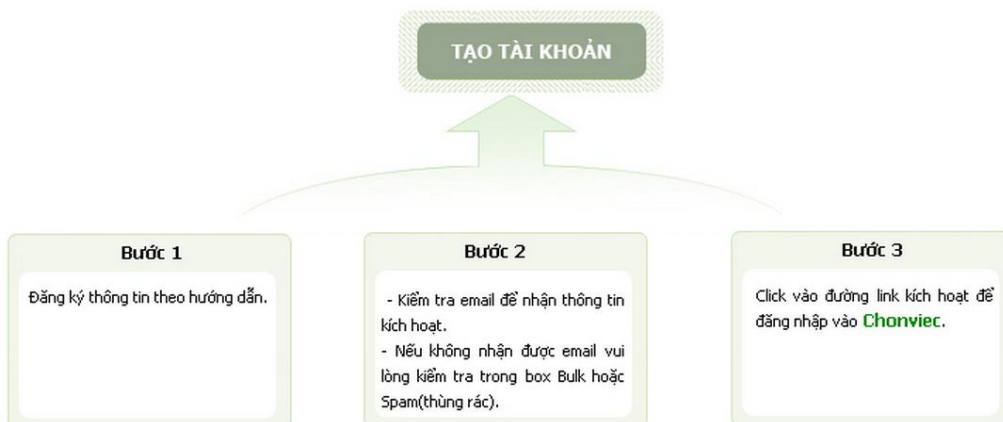 TẠO TÀI KHOẢN
Bước 1
Đăng ký thông tin theo hướng dẫn.
Bước 2
- Kiểm tra email để nhận thông tin
kích hoạt.
- Nếu không nhận được email vui
lòng kiểm tra trong box Bulk hoặc
Spam(thùng rác).
Bước 3
Click vào đường link kích hoạt để
đăng nhập vào Chonviec.